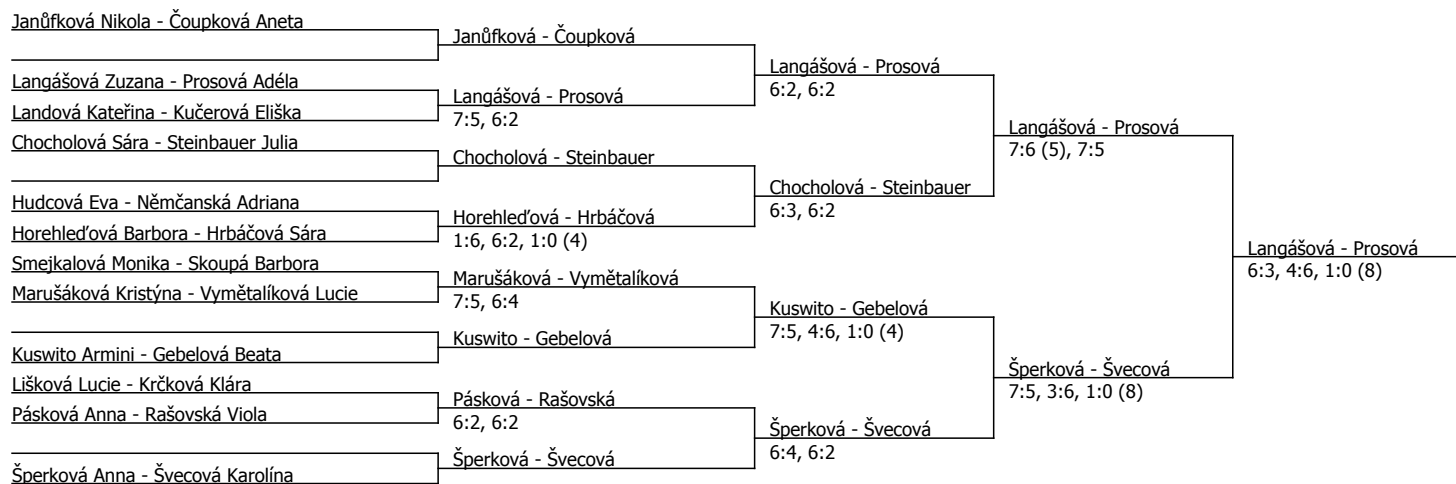 Janůfková Nikola - Čoupková Aneta
Langášová Zuzana - Prosová Adéla
Landová Kateřina - Kučerová Eliška
Chocholová Sára - Steinbauer Julia
Hudcová Eva - Němčanská Adriana
Horehleďová Barbora - Hrbáčová Sára
Smejkalová Monika - Skoupá Barbora
Marušáková Kristýna - Vymětalíková Lucie
Kuswito Armini - Gebelová Beata
Lišková Lucie - Krčková Klára
Pásková Anna - Rašovská Viola
Šperková Anna - Švecová Karolína
Janůfková - Čoupková
Langášová - Prosová
7:5, 6:2
Chocholová - Steinbauer
Horehleďová - Hrbáčová
1:6, 6:2, 1:0 (4)
Marušáková - Vymětalíková
7:5, 6:4
Kuswito - Gebelová
Pásková - Rašovská
6:2, 6:2
Šperková - Švecová
Langášová - Prosová
6:2, 6:2
Chocholová - Steinbauer
6:3, 6:2
Kuswito - Gebelová
7:5, 4:6, 1:0 (4)
Šperková - Švecová
6:4, 6:2
Langášová - Prosová
7:6 (5), 7:5
Šperková - Švecová
7:5, 3:6, 1:0 (8)
Langášová - Prosová
6:3, 4:6, 1:0 (8)